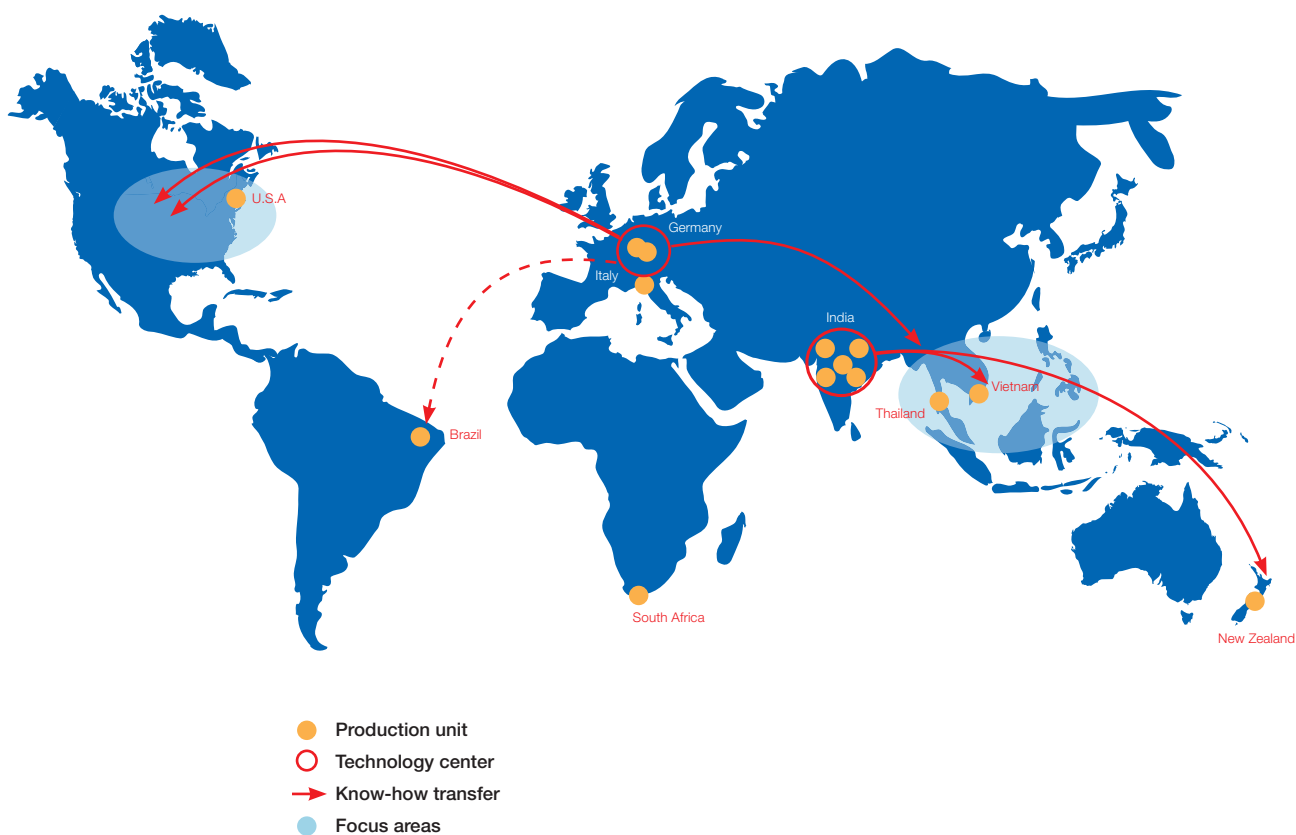 U.S.A
Germany
Italy
India
Vietnam
Thailand
Brazil
South Africa
New Zealand
Production unit
Technology center
Know-how transfer
Focus areas